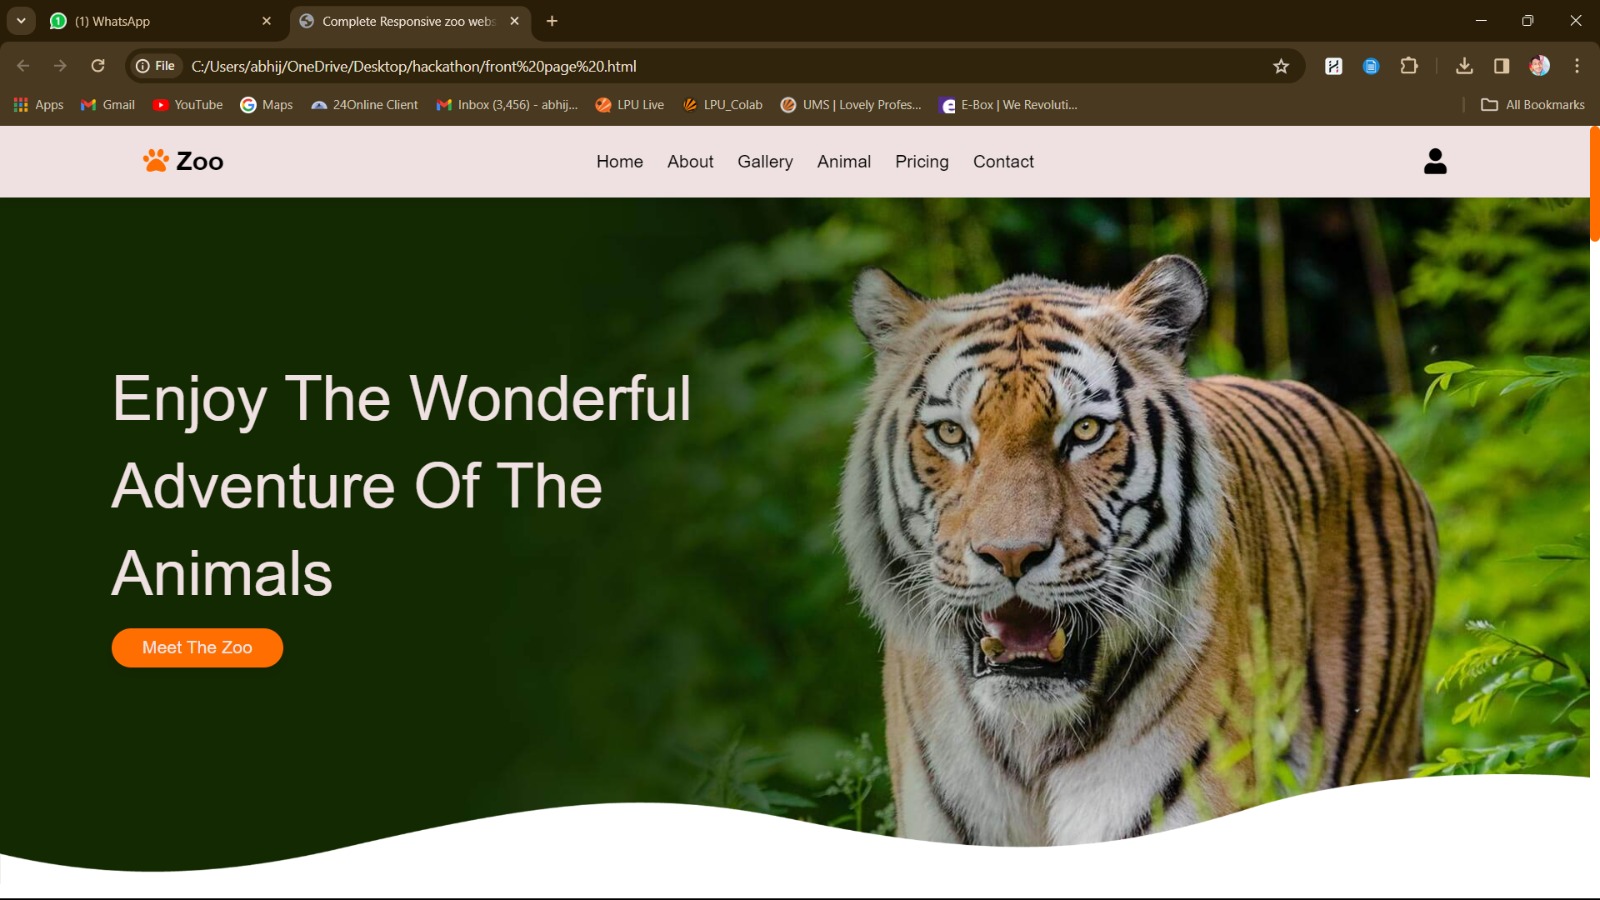 (1) WhatsApp
Complete Responsive zoo webs
File
C:/Users/abhij/OneDrive/Desktop/hackathon/front%20page%20.html
Apps Gmail YouTube Maps 24Online Client Inbox (3,456) - abhij... LPU Live LPU_Colab UMS | Lovely Profes... E-Box | We Revoluti... All Bookmarks
Zoo
Home About Gallery Animal Pricing Contact
Enjoy The Wonderful
Adventure Of The
Animals
Meet The Zoo